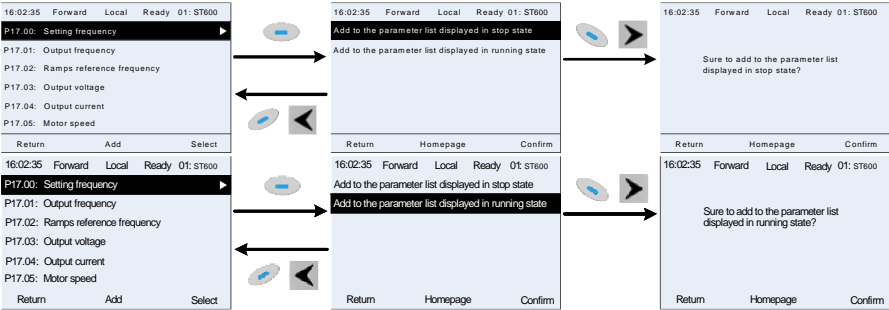 16:02:35 Forward Local Ready 01: ST600
P17.00: Setting frequency
P17.01: Output frequency
P17.02: Ramps reference frequency
P17.03: Output voltage
P17.04: Output current
P17.05: Motor speed
Return Add Select
16:02:35 Forward Local Ready 01: ST600
Add to the parameter list displayed in stop state
Add to the parameter list displayed in running state
Return Homepage Confirm
16:02:35 Forward Local Ready 01: ST600
Sure to add to the parameter list
displayed in stop state?
Return Homepage Confirm
16:02:35 Forward Local Ready 01: ST600
P17.00: Setting frequency
P17.01: Output frequency
P17.02: Ramps reference frequency
P17.03: Output voltage
P17.04: Output current
P17.05: Motor speed
Return Add Select
16:02:35 Forward Local Ready 01: ST600
Add to the parameter list displayed in stop state
Add to the parameter list displayed in running state
Return Homepage Confirm
16:02:35 Forward Local Ready 01: ST600
Sure to add to the parameter list
displayed in running state?
Return Homepage Confirm